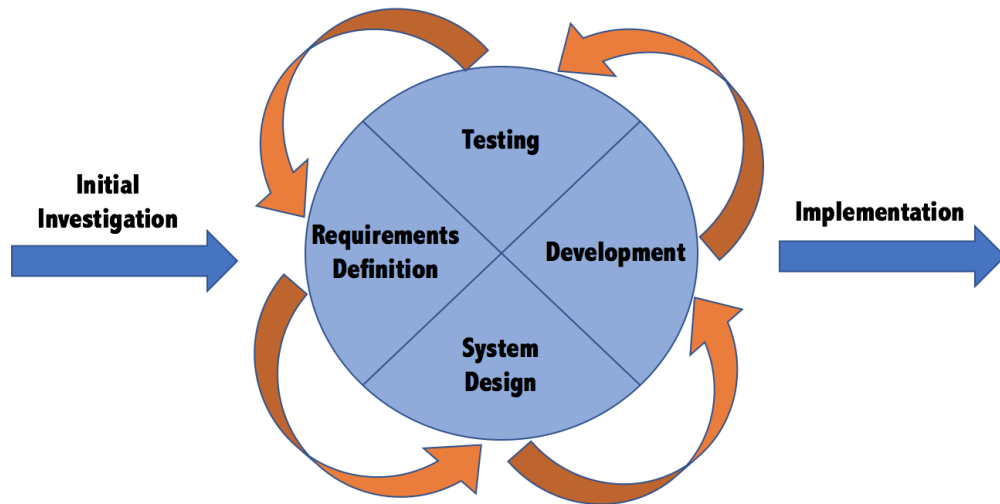 Initial
Investigation
Testing
Requirements
Definition
Development
System
Design
Implementation